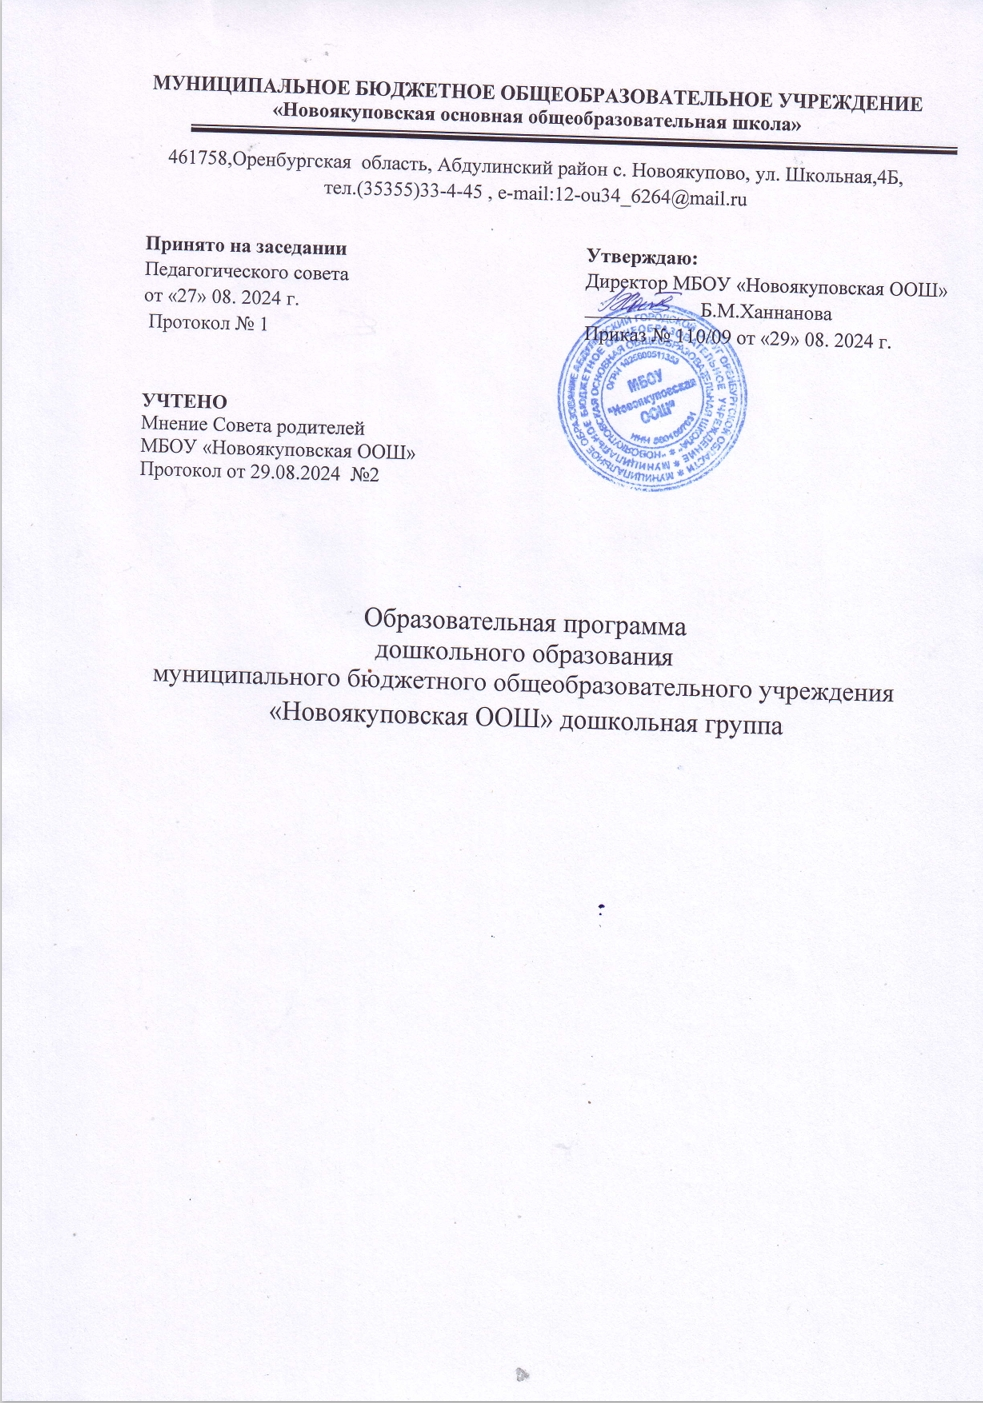 МУНИЦИПАЛЬНОЕ БЮДЖЕТНОЕ ОБЩЕОБРАЗОВАТЕЛЬНОЕ УЧРЕЖДЕНИЕ
«Новоякуповская основная общеобразовательная школа»
461758,Оренбургская область, Абдулинский район с. Новоякупово, ул. Школьная,4Б,
тел.(35355)33-4-45 , e-mail:12-ou34_6264@mail.ru
Принято на заседании
Педагогического совета
от «27» 08. 2024 г.
Протокол № 1
Утверждаю:
Директор МБОУ «Новоякуповская ООШ»
Б.М.Ханнанова
Приказ № 110/09 от «29» 08. 2024 г.
МБОУ
"Новоякуповская
ООШ"
УЧТЕНО
Мнение Совета родителей
МБОУ «Новоякуповская ООШ»
Протокол от 29.08.2024 №2
Образовательная программа
дошкольного образования
муниципального бюджетного общеобразовательного учреждения
«Новоякуповская ООШ» дошкольная группа